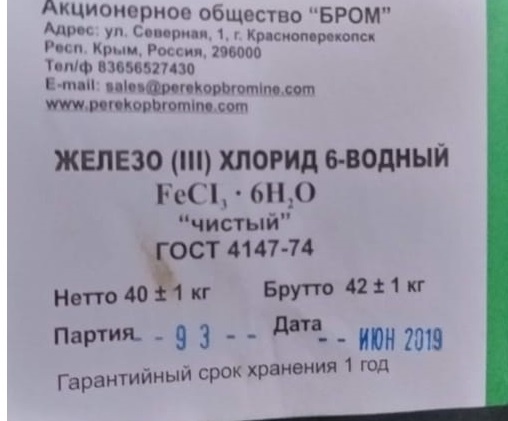 Акционерное общество “БРОМ”
Адрес: ул. Северная, 1, г. Красноперекопск
Респ. Крым, Россия, 296000
Тел/ф 83656527430
E-mail: sales@perekopbromine.com
www.perekopbromine.com
ЖЕЛЕЗО (III) ХЛОРИД 6-ВОДНЫЙ
FeCl₃ · 6H₂O
“чистый”
ГОСТ 4147-74
Нетто 40 ± 1 кг Брутто 42 ± 1 кг
Партия - - 93 - - Дата - - ИЮН 2019
Гарантийный срок хранения 1 год